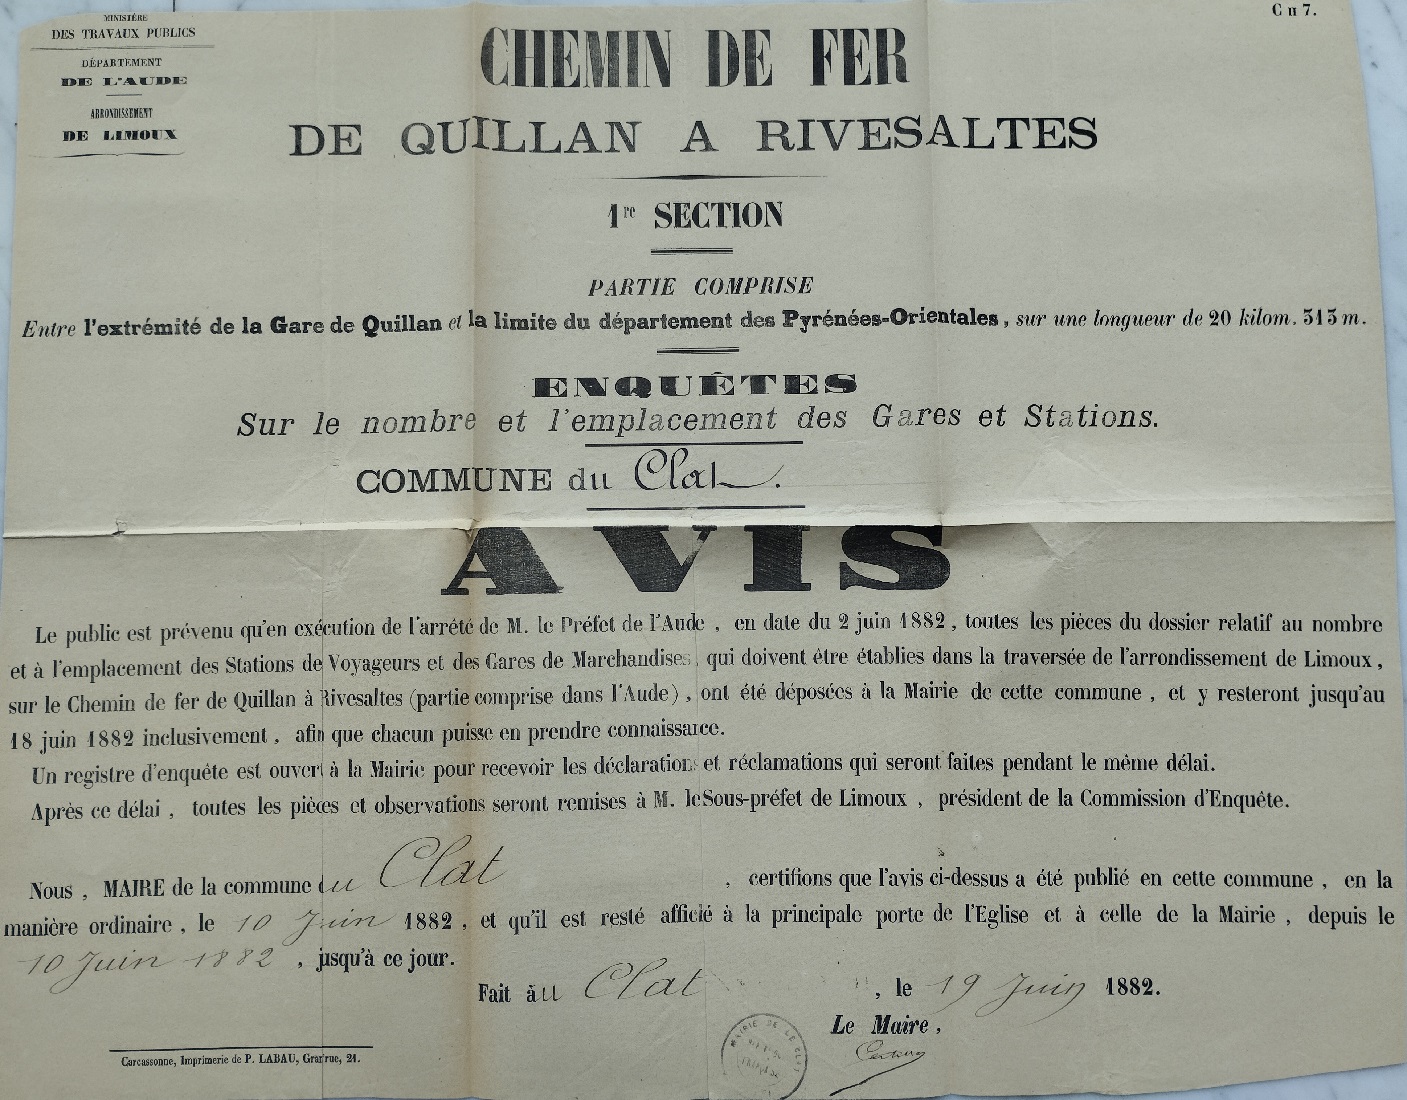 MINISTÈRE
DES TRAVAUX PUBLICS
DÉPARTEMENT
DE L'AUDE
ARRONDISSEMENT
DE LIMOUX
C n 7.
CHEMIN DE FER
DE QUILLAN A RIVESALTES
1re SECTION
PARTIE COMPRISE
Entre l'extrémité de la Gare de Quillan et la limite du département des Pyrénées-Orientales, sur une longueur de 20 kilom. 313 m.
ENQUÊTES
Sur le nombre et l'emplacement des Gares et Stations.
COMMUNE du Clat.
AVIS
Le public est prévenu qu'en exécution de l'arrêté de M. le Préfet de l'Aude, en date du 2 juin 1882, toutes les pièces du dossier relatif au nombre
et à l'emplacement des Stations de Voyageurs et des Gares de Marchandises, qui doivent être établies dans la traversée de l'arrondissement de Limoux,
sur le Chemin de fer de Quillan à Rivesaltes (partie comprise dans l'Aude), ont été déposées à la Mairie de cette commune, et y resteront jusqu'au
18 juin 1882 inclusivement, afin que chacun puisse en prendre connaissance.
Un registre d'enquête est ouvert à la Mairie pour recevoir les déclarations et réclamations qui seront faites pendant le même délai.
Après ce délai, toutes les pièces et observations seront remises à M. le Sous-préfet de Limoux, président de la Commission d'Enquête.
Nous, MAIRE de la commune du Clat, certifions que l'avis ci-dessus a été publié en cette commune, en la
manière ordinaire, le 10 Juin 1882, et qu'il est resté affiché à la principale porte de l'Eglise et à celle de la Mairie, depuis le
10 Juin 1882, jusqu'à ce jour.
Fait au Clat, le 19 Juin 1882.
Le Maire,
MAIRIE DE LE CLAT
Carcassonne, Imprimerie de P. LABAU, Gran'rue, 21.